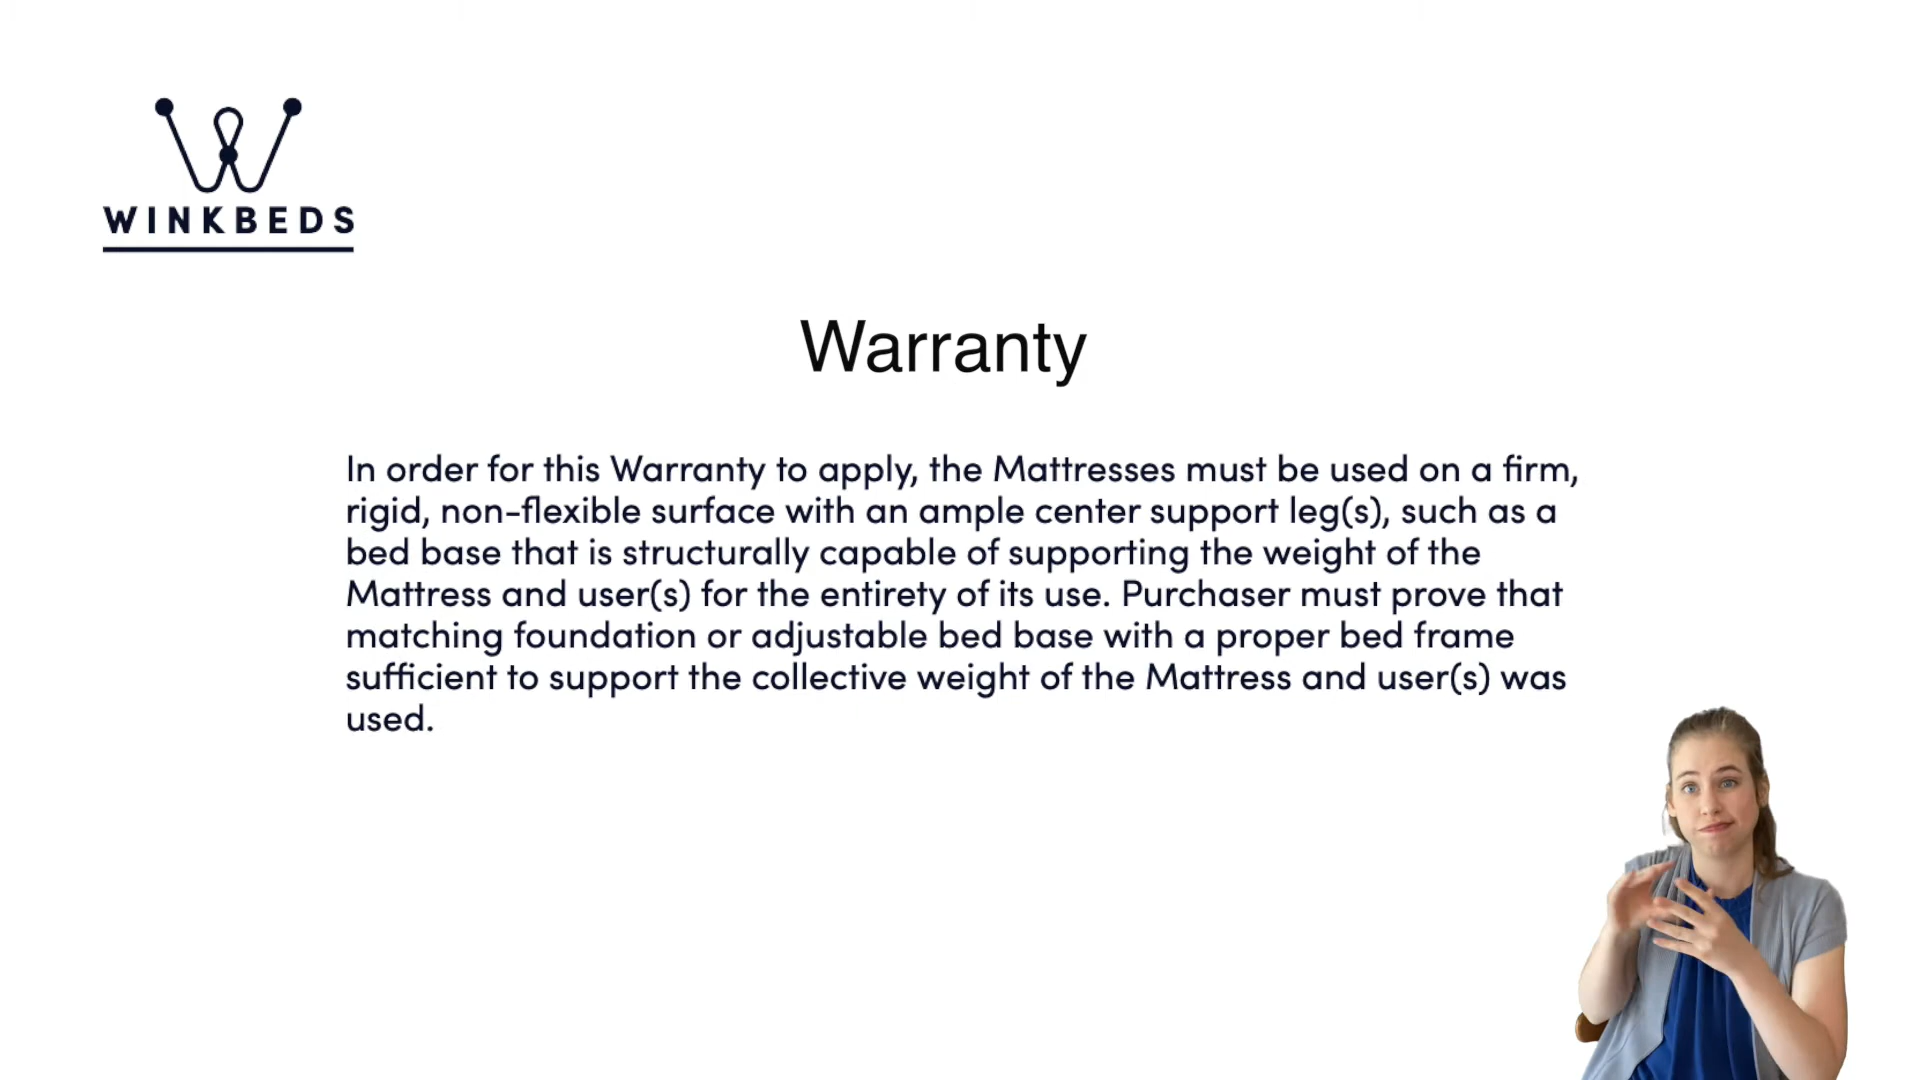 WINKBEDS
Warranty
In order for this Warranty to apply, the Mattresses must be used on a firm,
rigid, non-flexible surface with an ample center support leg(s), such as a
bed base that is structurally capable of supporting the weight of the
Mattress and user(s) for the entirety of its use. Purchaser must prove that
matching foundation or adjustable bed base with a proper bed frame
sufficient to support the collective weight of the Mattress and user(s) was
used.